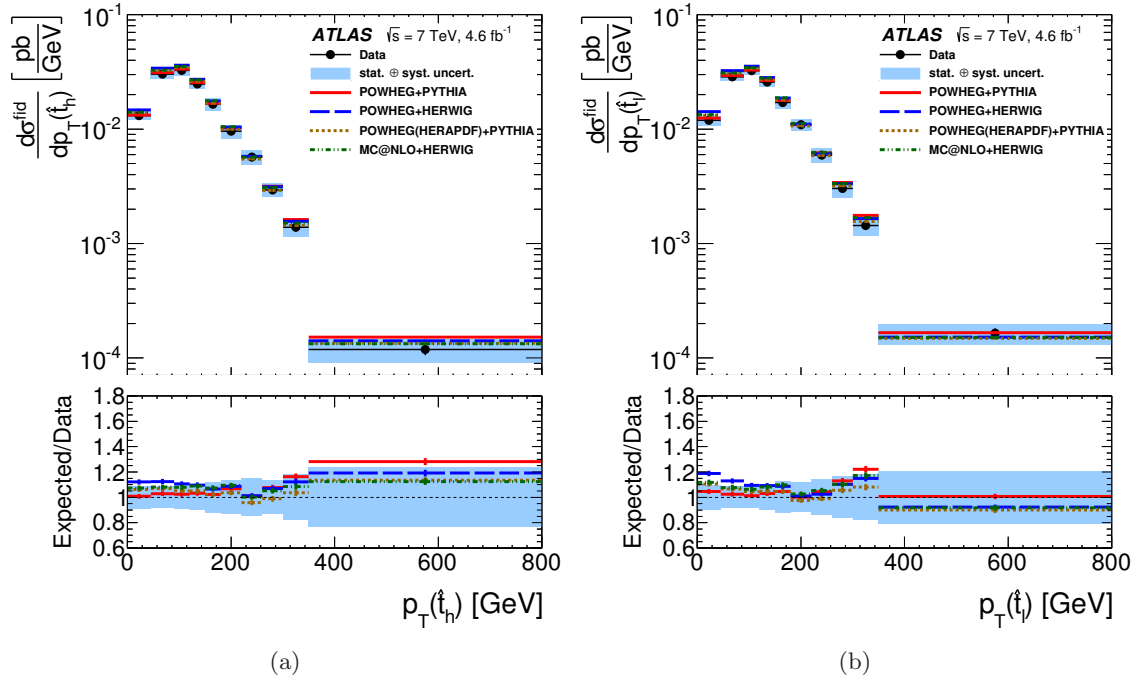 ATLAS √s = 7 TeV, 4.6 fb⁻¹
Data
stat. ⊕ syst. uncert.
POWHEG+PYTHIA
POWHEG+HERWIG
POWHEG(HERAPDF)+PYTHIA
MC@NLO+HERWIG
dσ^fid / dp_T(t̂_h) [pb / GeV]
10⁻¹
10⁻²
10⁻³
10⁻⁴
Expected/Data
1.8
1.6
1.4
1.2
1
0.8
0.6
0 200 400 600 800
p_T(t̂_h) [GeV]
(a)
ATLAS √s = 7 TeV, 4.6 fb⁻¹
Data
stat. ⊕ syst. uncert.
POWHEG+PYTHIA
POWHEG+HERWIG
POWHEG(HERAPDF)+PYTHIA
MC@NLO+HERWIG
dσ^fid / dp_T(t̂_l) [pb / GeV]
10⁻¹
10⁻²
10⁻³
10⁻⁴
Expected/Data
1.8
1.6
1.4
1.2
1
0.8
0.6
0 200 400 600 800
p_T(t̂_l) [GeV]
(b)